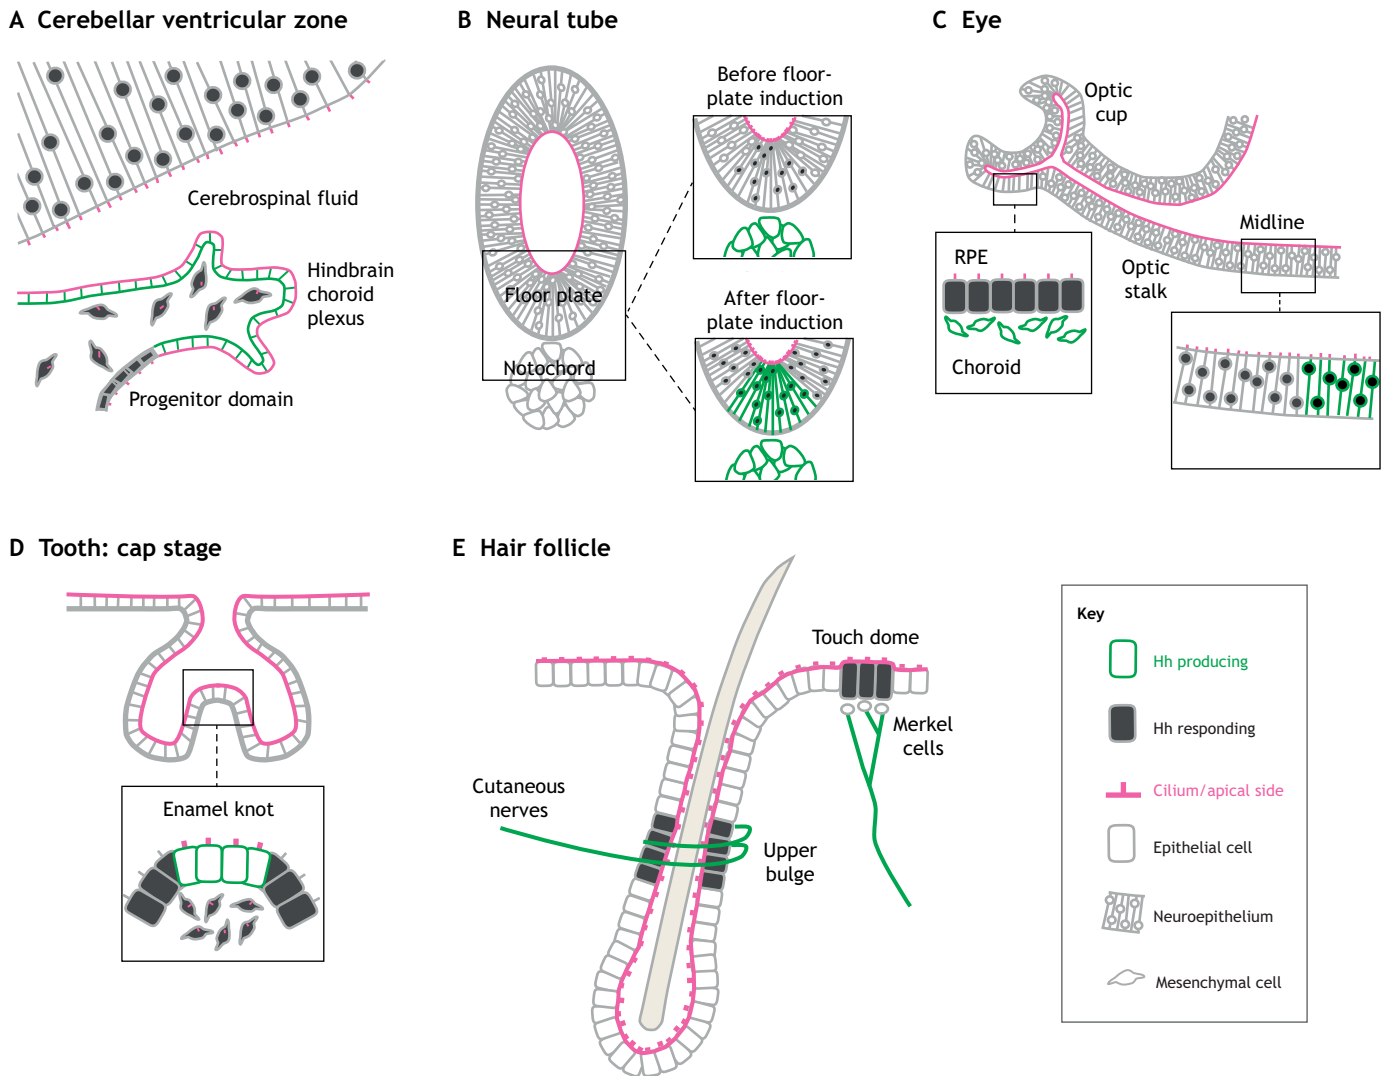 A Cerebellar ventricular zone
Cerebrospinal fluid
Hindbrain
choroid
plexus
Progenitor domain
B Neural tube
Floor plate
Notochord
Before floor-
plate induction
After floor-
plate induction
C Eye
Optic
cup
Midline
RPE
Optic
stalk
Choroid
D Tooth: cap stage
Enamel knot
E Hair follicle
Touch dome
Merkel
cells
Cutaneous
nerves
Upper
bulge
Key
Hh producing
Hh responding
Cilium/apical side
Epithelial cell
Neuroepithelium
Mesenchymal cell